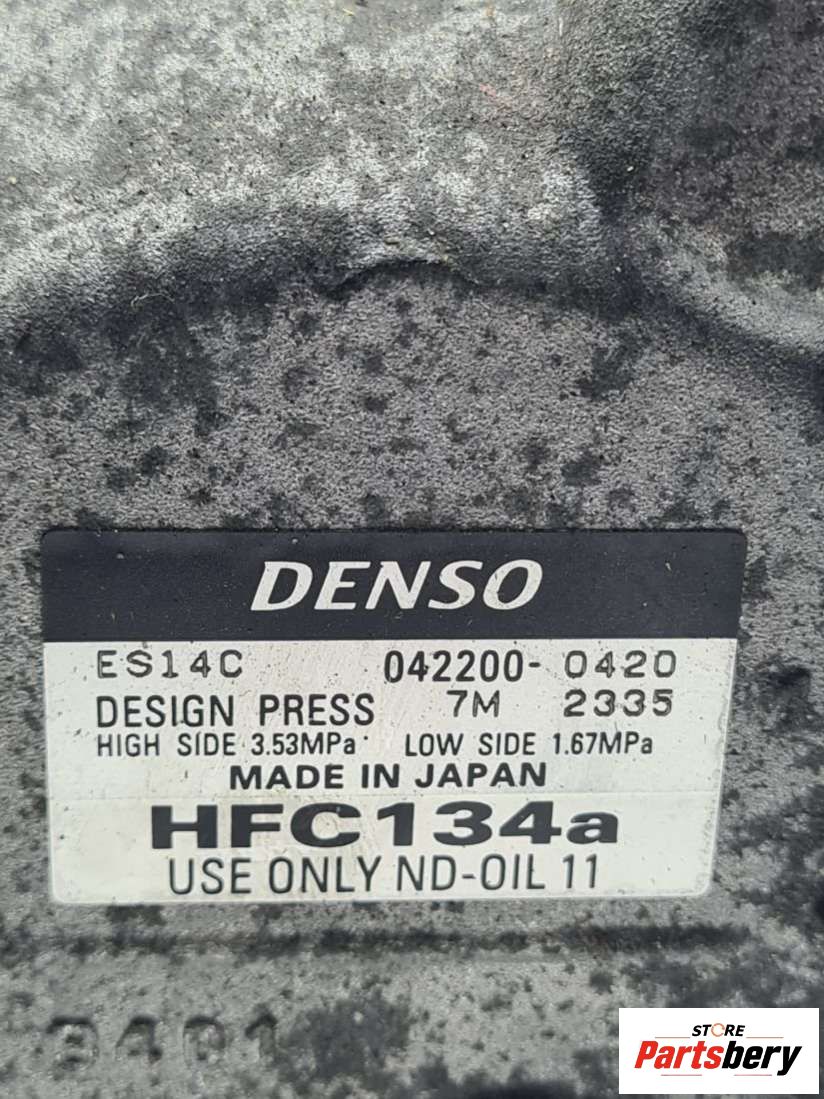 DENSO
ES14C 042200-0420
DESIGN PRESS 7M 2335
HIGH SIDE 3.53MPa LOW SIDE 1.67MPa
MADE IN JAPAN
HFC134a
USE ONLY ND-OIL 11
STORE
Partsbery